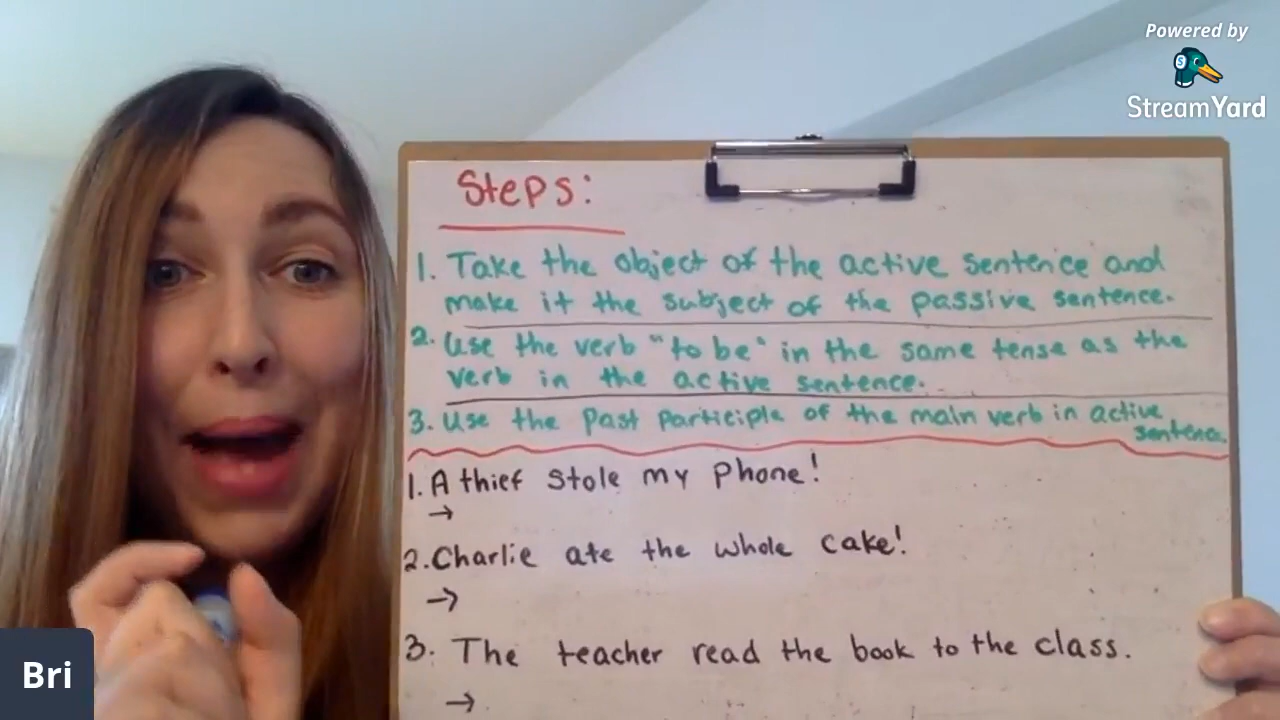 Powered by
StreamYard
Steps:
1. Take the object of the active sentence and
make it the subject of the passive sentence.
2. Use the verb "to be" in the same tense as the
verb in the active sentence.
3. Use the past participle of the main verb in active
sentence.
1. A thief stole my phone!
→
2. Charlie ate the whole cake!
→
3. The teacher read the book to the class.
→
Bri